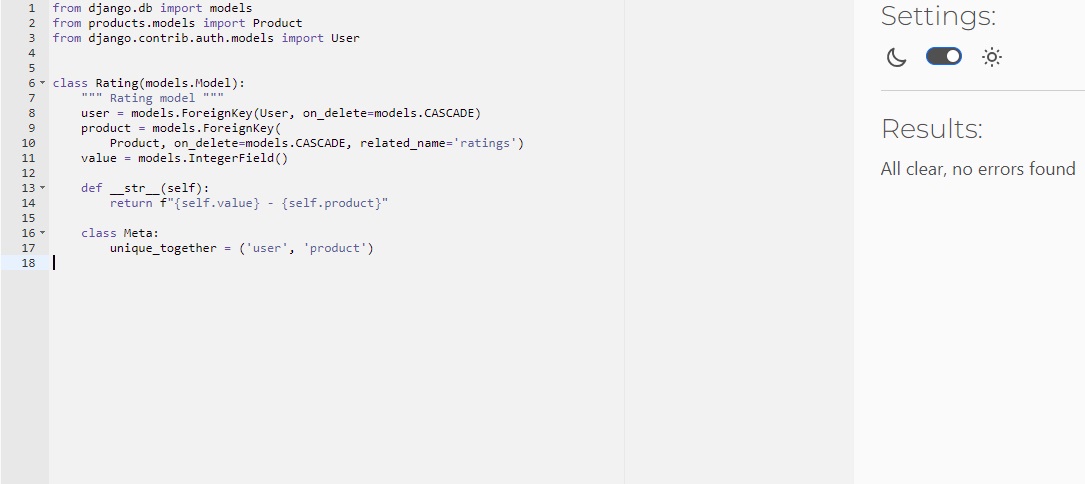 1 from django.db import models
2 from products.models import Product
3 from django.contrib.auth.models import User
4
5
6 class Rating(models.Model):
7     """ Rating model """
8     user = models.ForeignKey(User, on_delete=models.CASCADE)
9     product = models.ForeignKey(
10         Product, on_delete=models.CASCADE, related_name='ratings')
11     value = models.IntegerField()
12
13     def __str__(self):
14         return f"{self.value} - {self.product}"
15
16     class Meta:
17         unique_together = ('user', 'product')
18
Settings:
Results:
All clear, no errors found